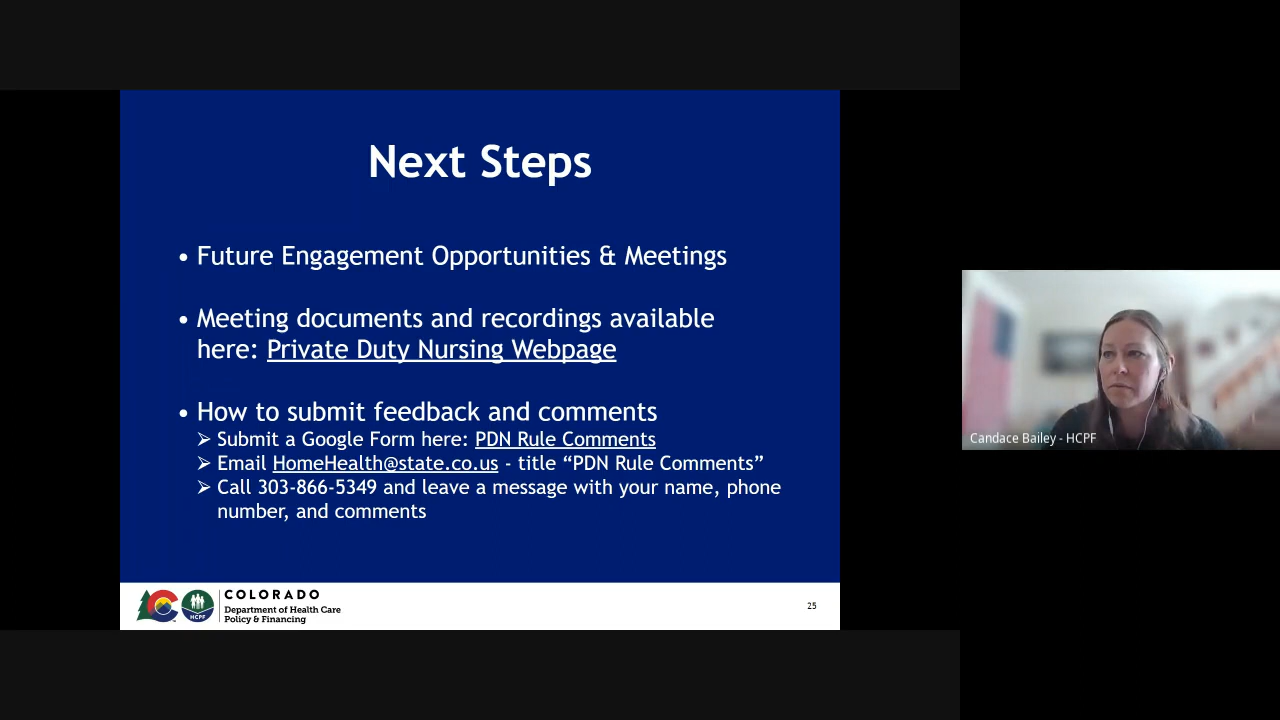 Next Steps
• Future Engagement Opportunities & Meetings
• Meeting documents and recordings available
here: Private Duty Nursing Webpage
• How to submit feedback and comments
➢ Submit a Google Form here: PDN Rule Comments
➢ Email HomeHealth@state.co.us - title “PDN Rule Comments”
➢ Call 303-866-5349 and leave a message with your name, phone
number, and comments
Candace Bailey - HCPF
HCPF
COLORADO
Department of Health Care
Policy & Financing
25